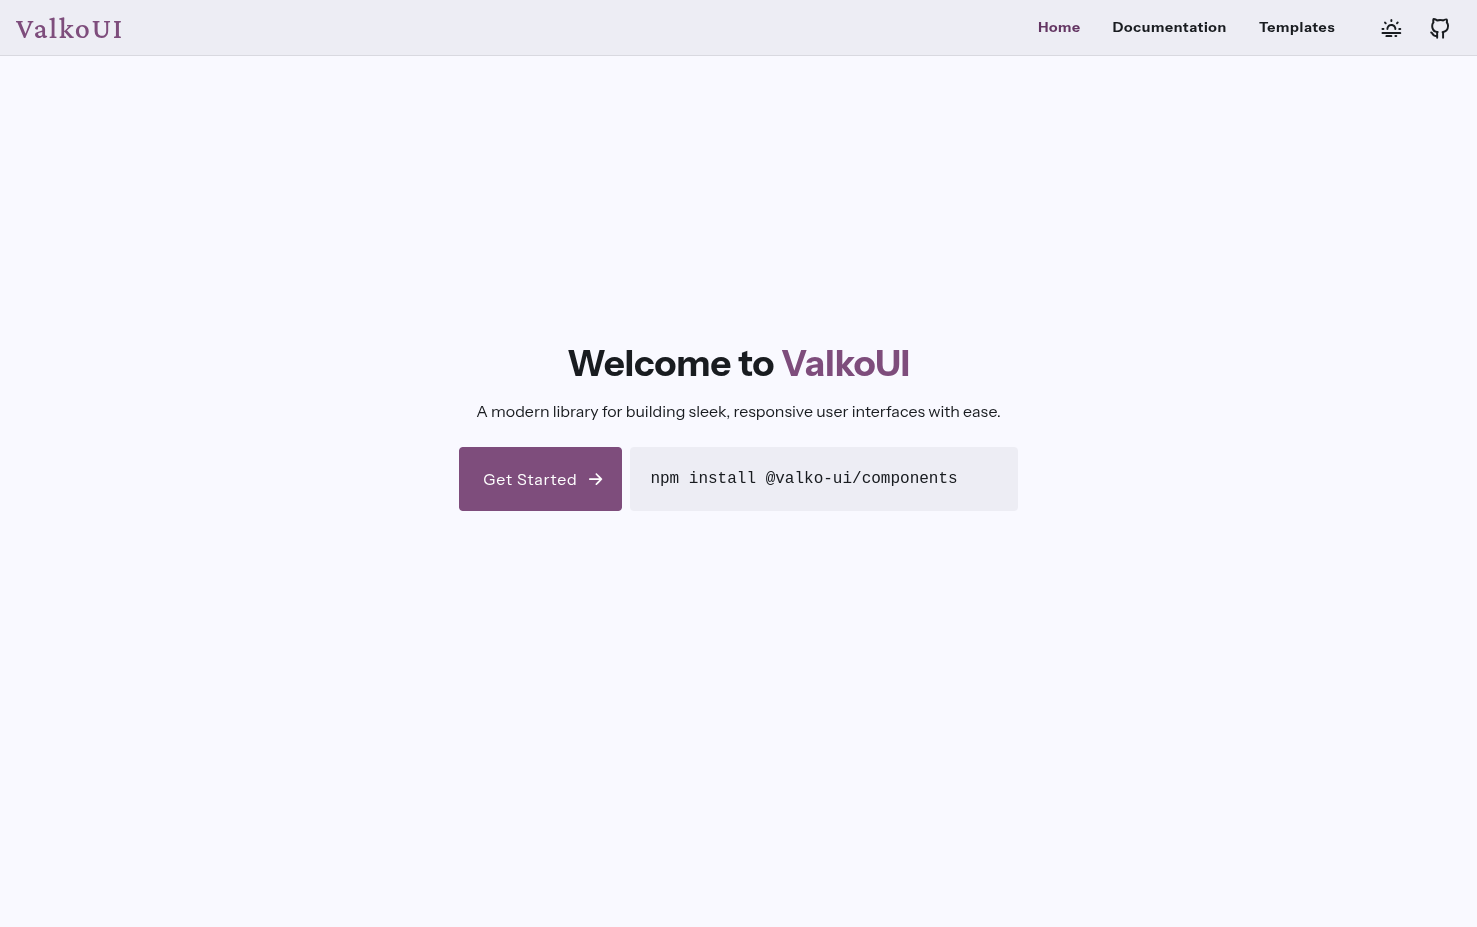 ValkoUI
Home Documentation Templates
Welcome to ValkoUI
A modern library for building sleek, responsive user interfaces with ease.
Get Started
npm install @valko-ui/components